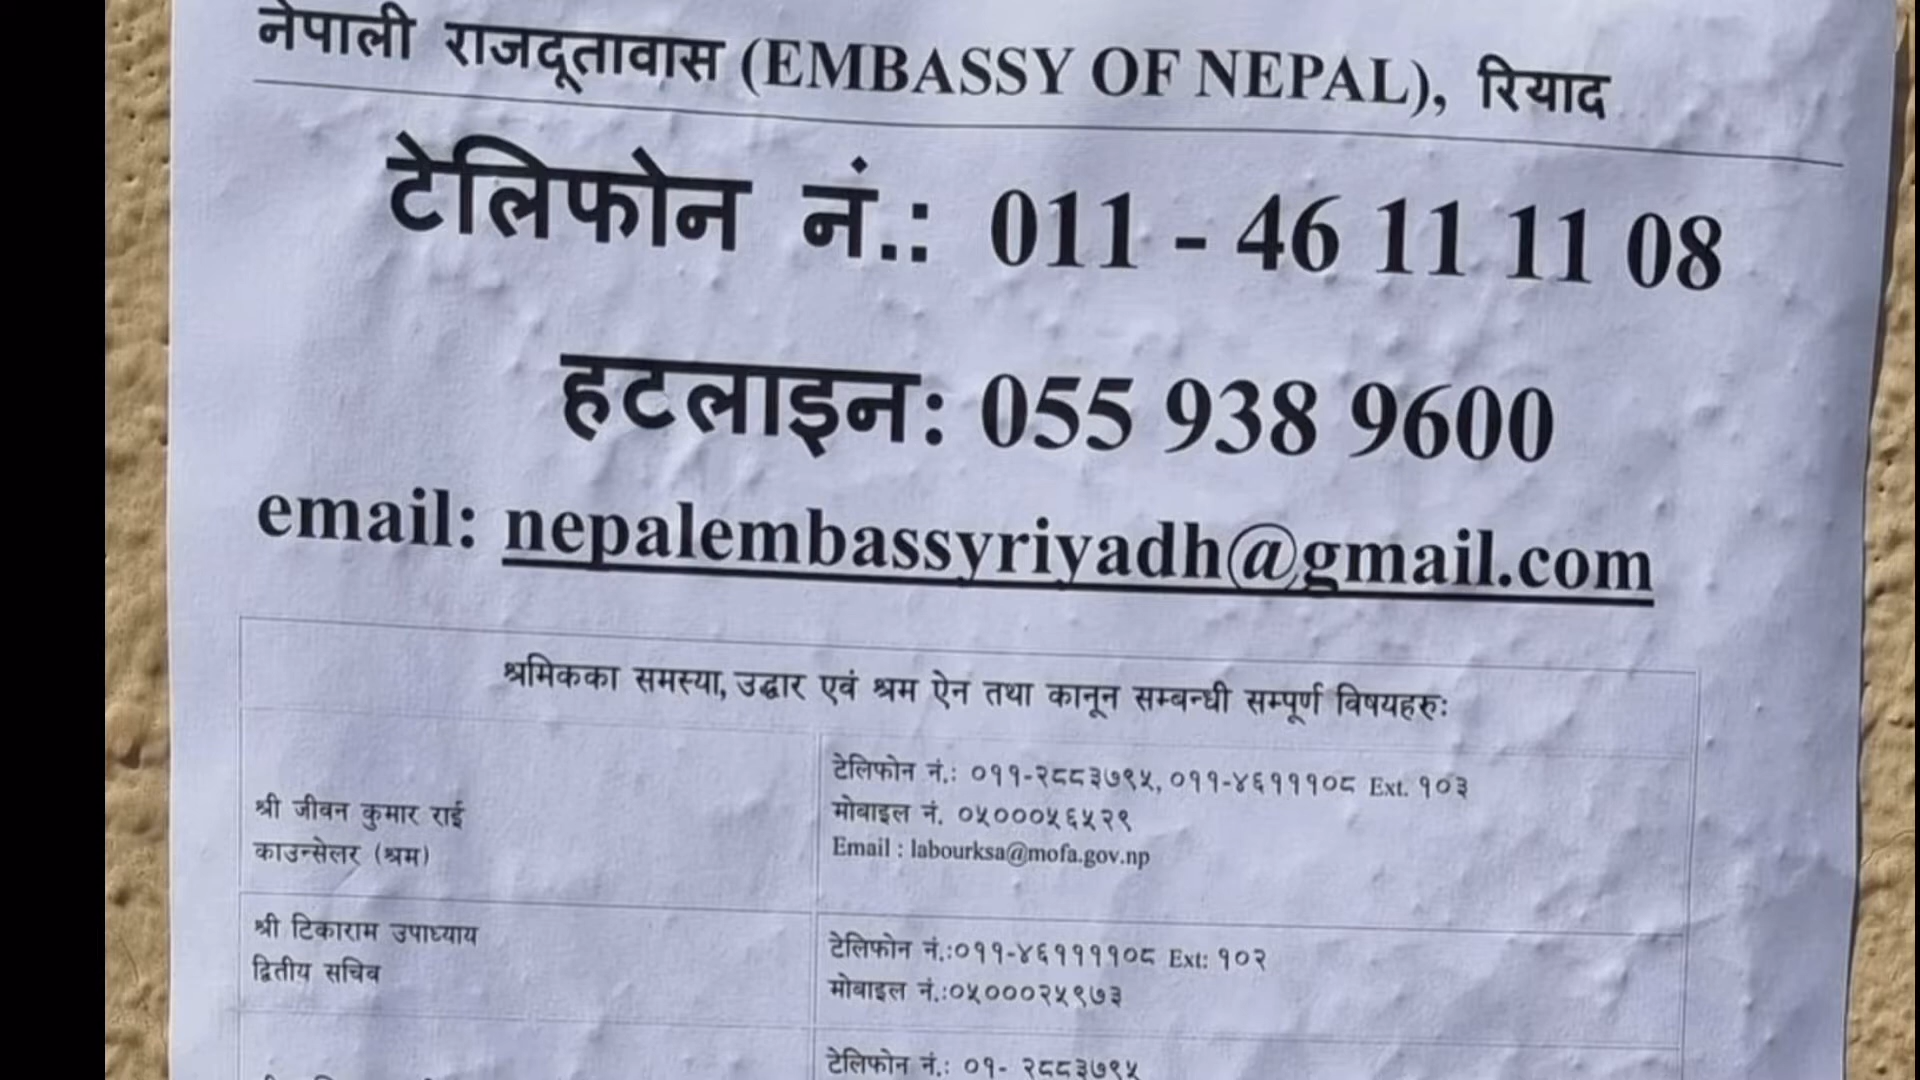 नेपाली राजदूतावास (EMBASSY OF NEPAL), रियाद
टेलिफोन नं.: 011 - 46 11 11 08
हटलाइन: 055 938 9600
email: nepalembassyriyadh@gmail.com
श्रमिकका समस्या, उद्धार एवं श्रम ऐन तथा कानून सम्बन्धी सम्पूर्ण विषयहरु:
श्री जीवन कुमार राई
काउन्सेलर (श्रम)
टेलिफोन नं.: ०११-२८८३७९५, ०११-४६१११०८ Ext. १०३
मोबाइल नं. ०५०००५६५२९
Email : labourksa@mofa.gov.np
श्री टिकाराम उपाध्याय
द्वितीय सचिव
टेलिफोन नं.:०११-४६११११०८ Ext: १०२
मोबाइल नं.:०५०००२५९७३
टेलिफोन नं.: ०१- २८८३७९५